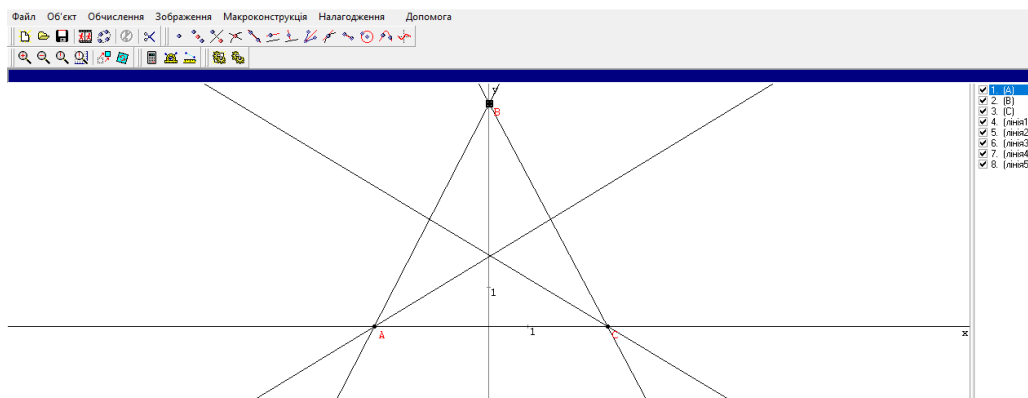 Файл Об'єкт Обчислення Зображення Макроконструкція Налагодження Допомога
y
B
1
A
1
C
x
1. (A)
2. (B)
3. (C)
4. (лінія1
5. (лінія2
6. (лінія3
7. (лінія4
8. (лінія5